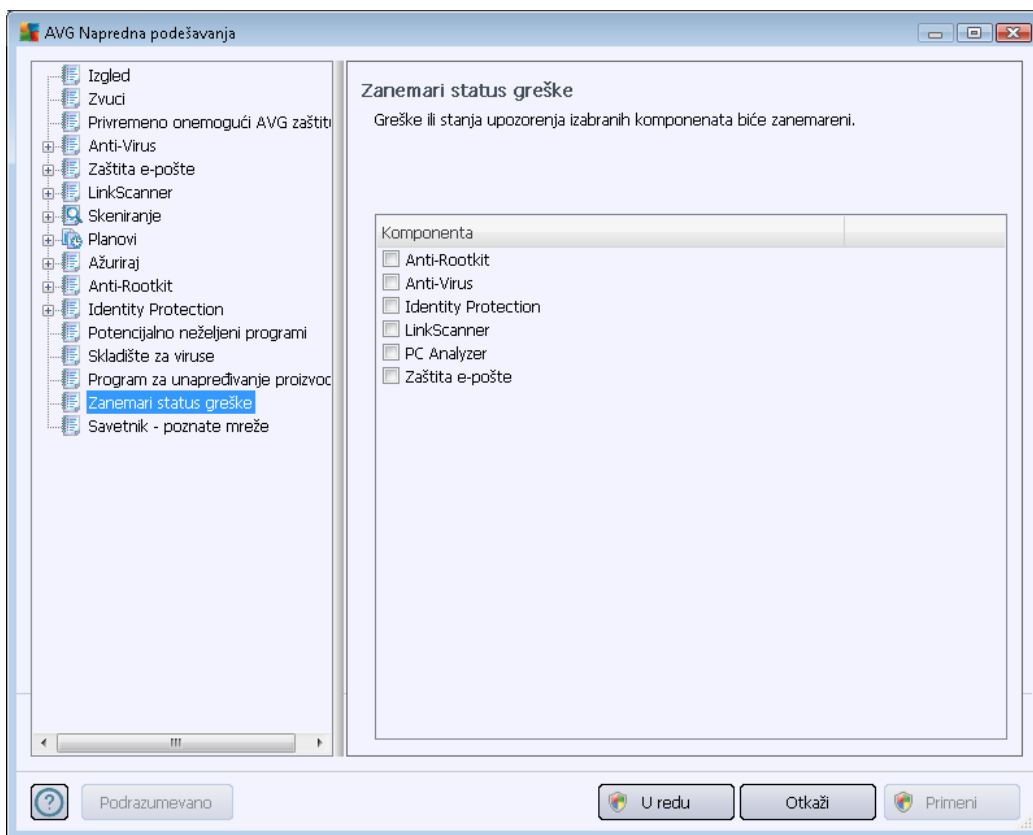 AVG Napredna podešavanja
Izgled
Zvuci
Privremeno onemogući AVG zaštitu
Anti-Virus
Zaštita e-pošte
LinkScanner
Skeniranje
Planovi
Ažuriraj
Anti-Rootkit
Identity Protection
Potencijalno neželjeni programi
Skladište za viruse
Program za unapređivanje proizvod
Zanemari status greške
Savetnik - poznate mreže
Zanemari status greške
Greške ili stanja upozorenja izabranih komponenata biće zanemareni.
Komponenta
Anti-Rootkit
Anti-Virus
Identity Protection
LinkScanner
PC Analyzer
Zaštita e-pošte
Podrazumevano
U redu
Otkaži
Primeni